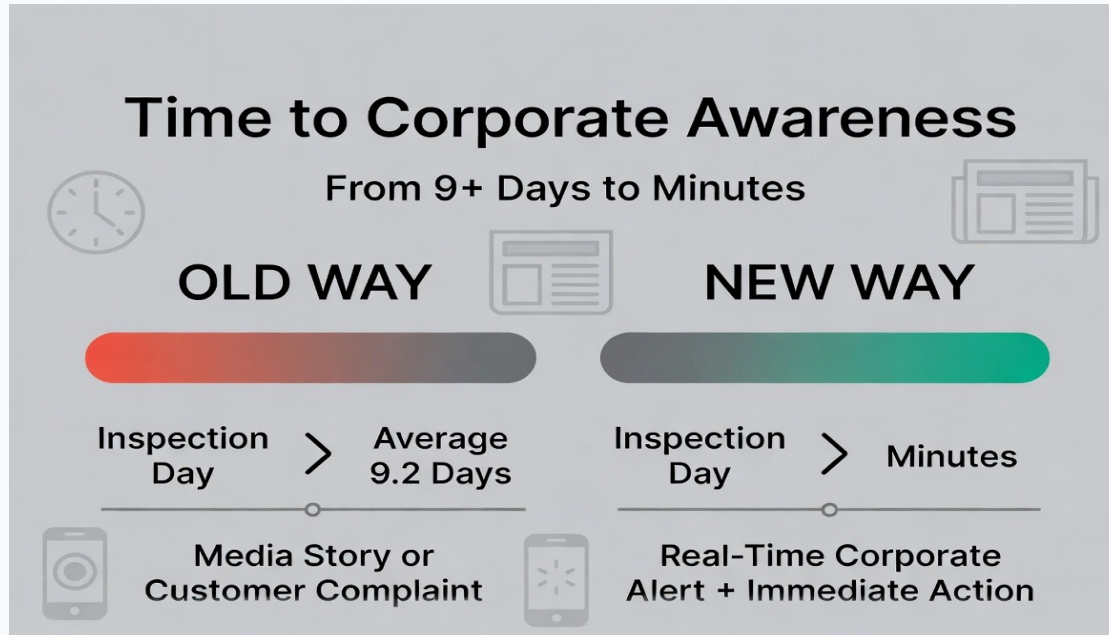 Time to Corporate Awareness
From 9+ Days to Minutes
OLD WAY
NEW WAY
Inspection
Day
>
Average
9.2 Days
Inspection
Day
>
Minutes
Media Story or
Customer Complaint
Real-Time Corporate
Alert + Immediate Action